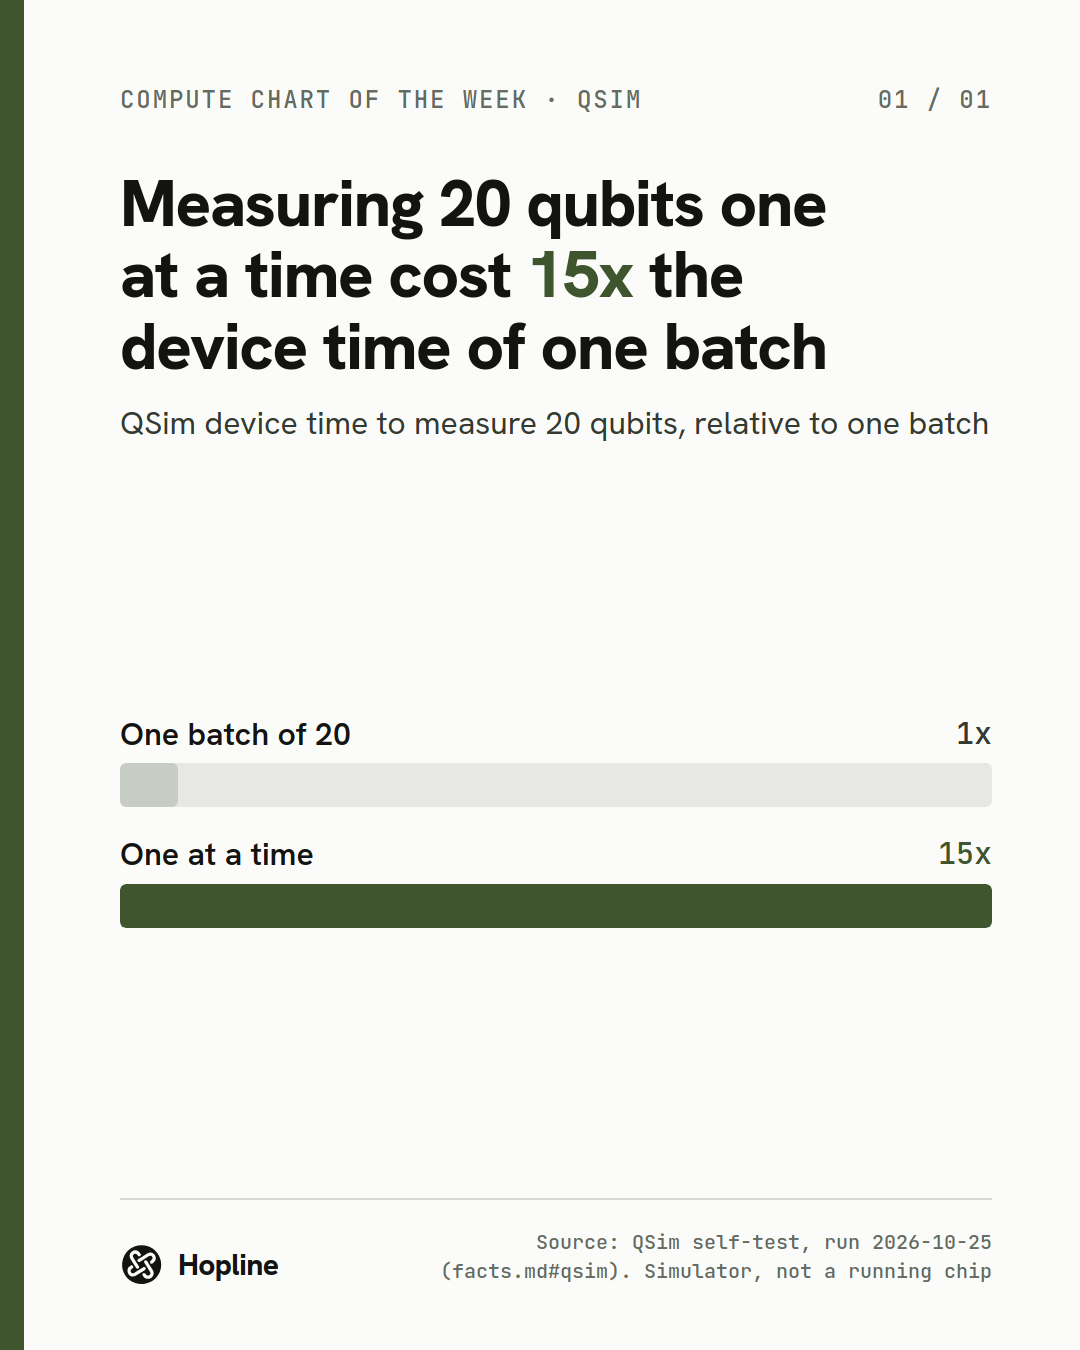 COMPUTE CHART OF THE WEEK · QSIM
01 / 01
Measuring 20 qubits one
at a time cost 15x the
device time of one batch
QSim device time to measure 20 qubits, relative to one batch
One batch of 20
1x
One at a time
15x
Hopline
Source: QSim self-test, run 2026-10-25
(facts.md#qsim). Simulator, not a running chip